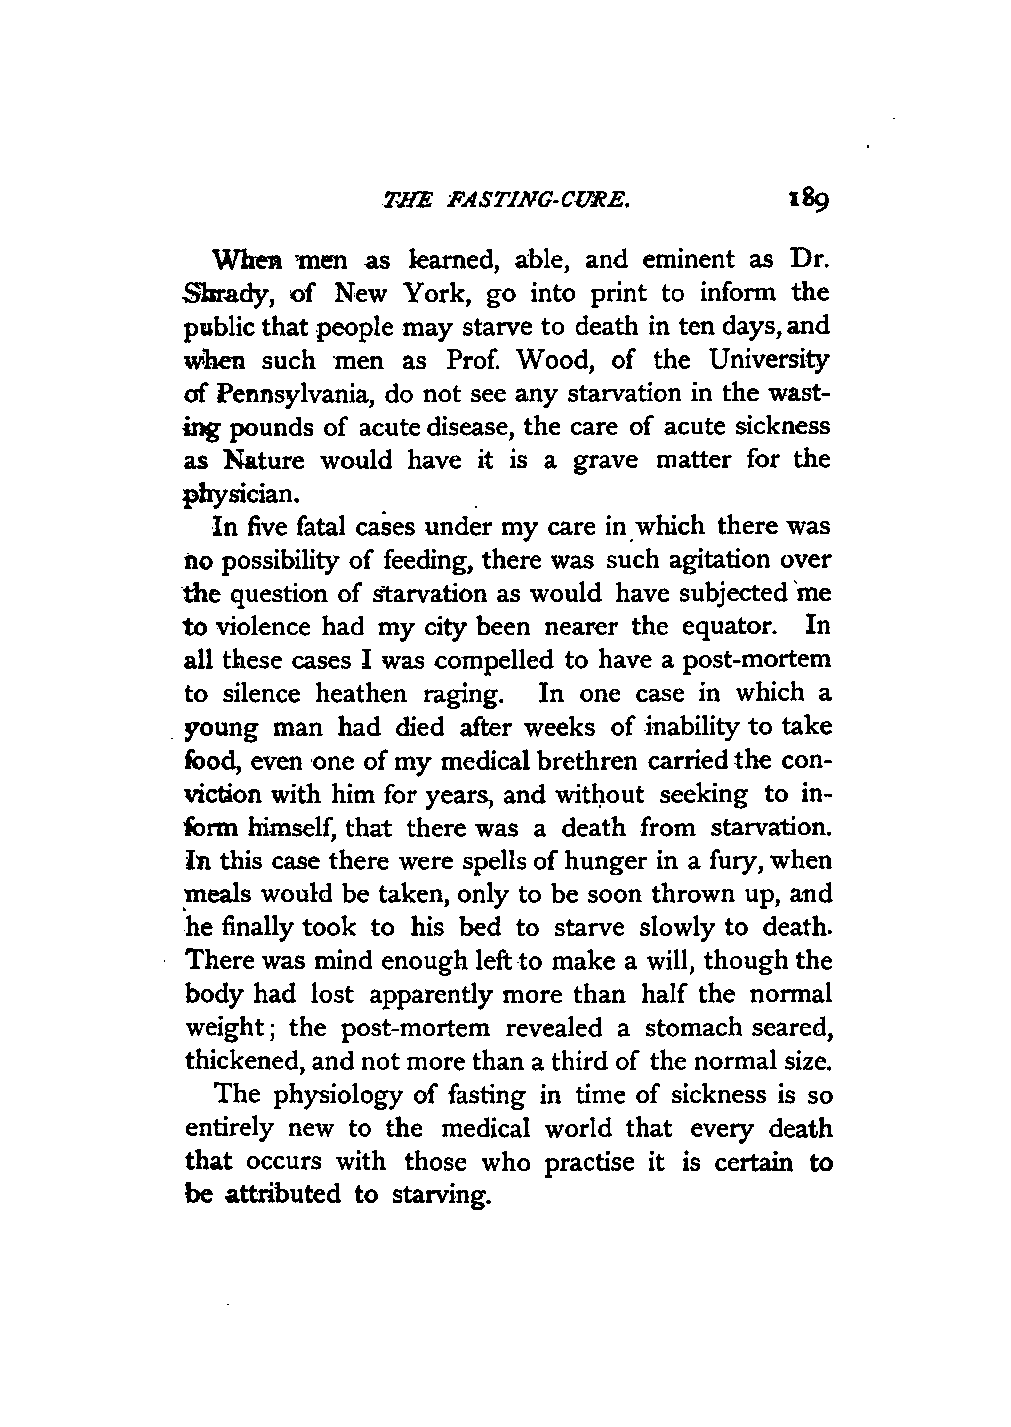 THE FASTING-CURE. 189
When men as learned, able, and eminent as Dr.
Shrady, of New York, go into print to inform the
public that people may starve to death in ten days, and
when such men as Prof. Wood, of the University
of Pennsylvania, do not see any starvation in the wast-
ing pounds of acute disease, the care of acute sickness
as Nature would have it is a grave matter for the
physician.
In five fatal cases under my care in which there was
no possibility of feeding, there was such agitation over
the question of starvation as would have subjected me
to violence had my city been nearer the equator. In
all these cases I was compelled to have a post-mortem
to silence heathen raging. In one case in which a
young man had died after weeks of inability to take
food, even one of my medical brethren carried the con-
viction with him for years, and without seeking to in-
form himself, that there was a death from starvation.
In this case there were spells of hunger in a fury, when
meals would be taken, only to be soon thrown up, and
he finally took to his bed to starve slowly to death.
There was mind enough left to make a will, though the
body had lost apparently more than half the normal
weight; the post-mortem revealed a stomach seared,
thickened, and not more than a third of the normal size.
The physiology of fasting in time of sickness is so
entirely new to the medical world that every death
that occurs with those who practise it is certain to
be attributed to starving.